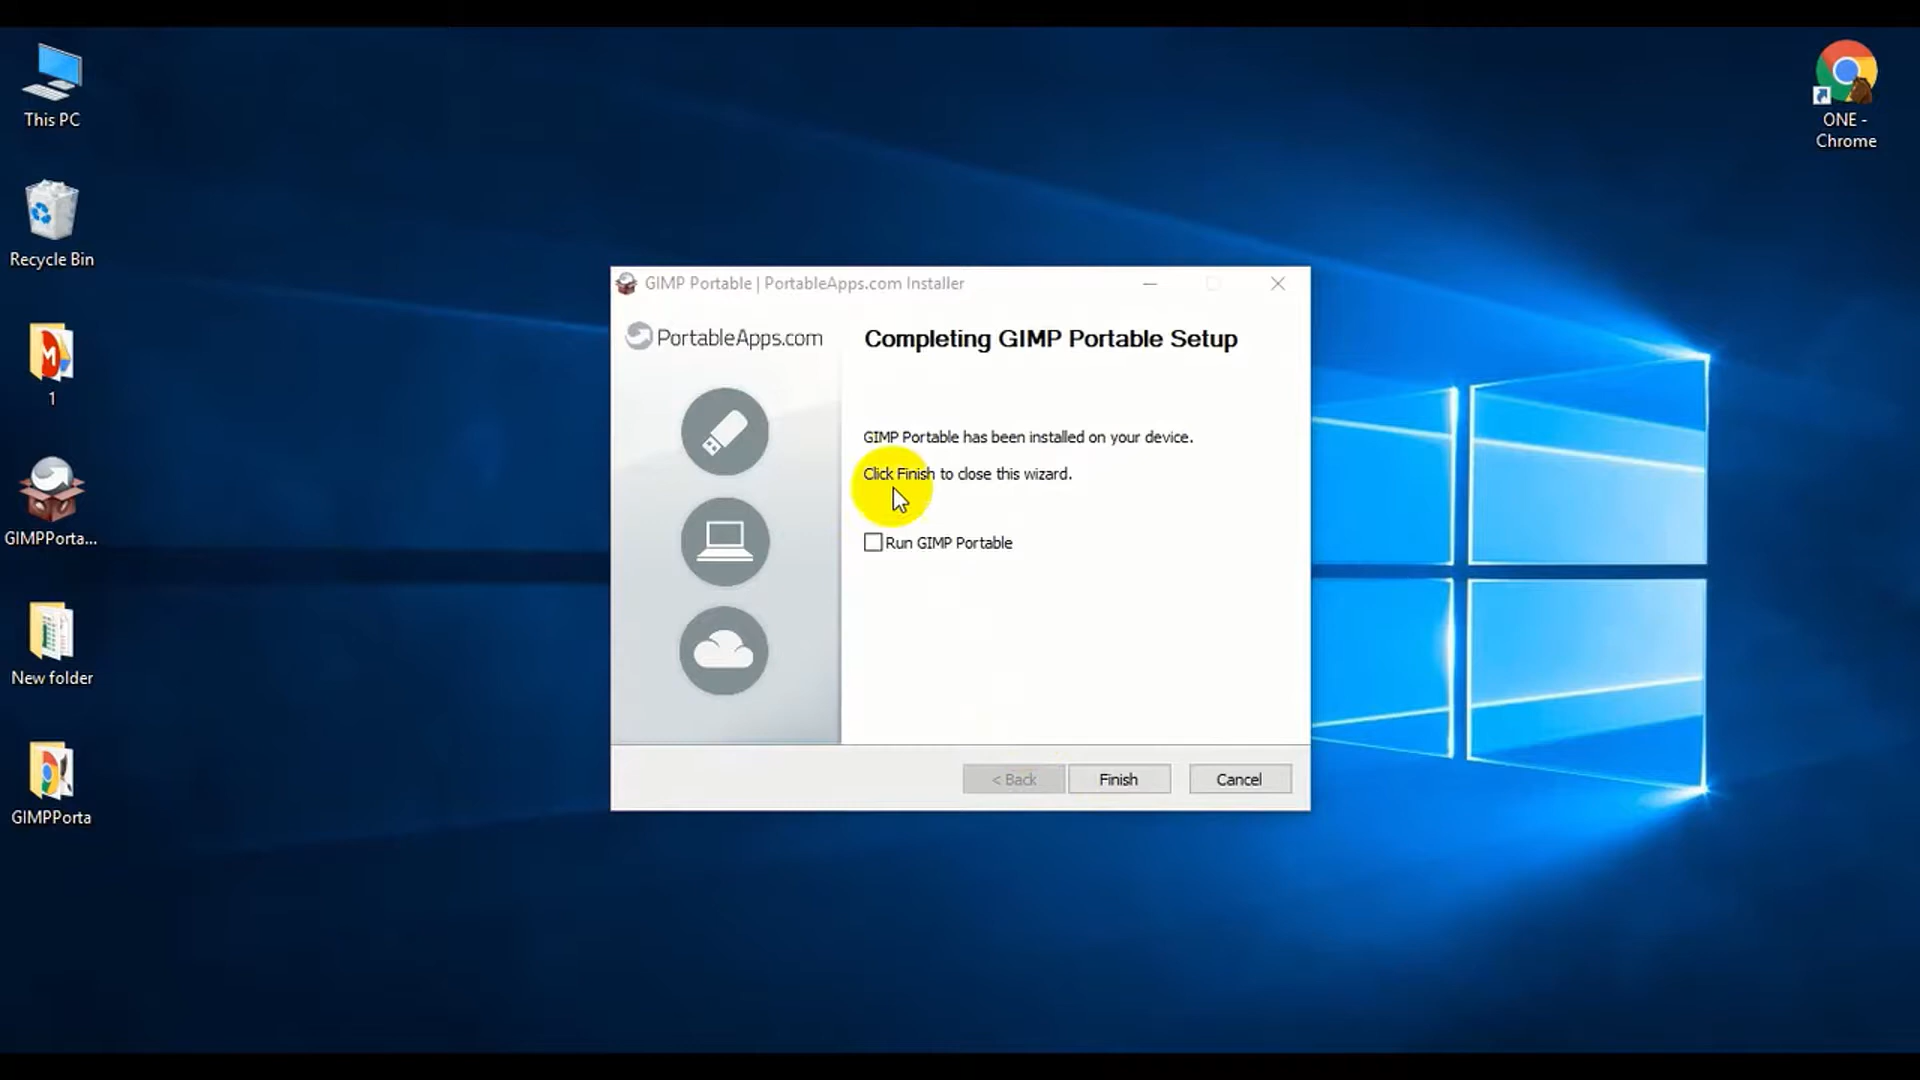 This PC
Recycle Bin
1
GIMPPorta...
New folder
GIMPPorta
ONE -
Chrome
GIMP Portable | PortableApps.com Installer
PortableApps.com
Completing GIMP Portable Setup
GIMP Portable has been installed on your device.
Click Finish to close this wizard.
Run GIMP Portable
< Back
Finish
Cancel